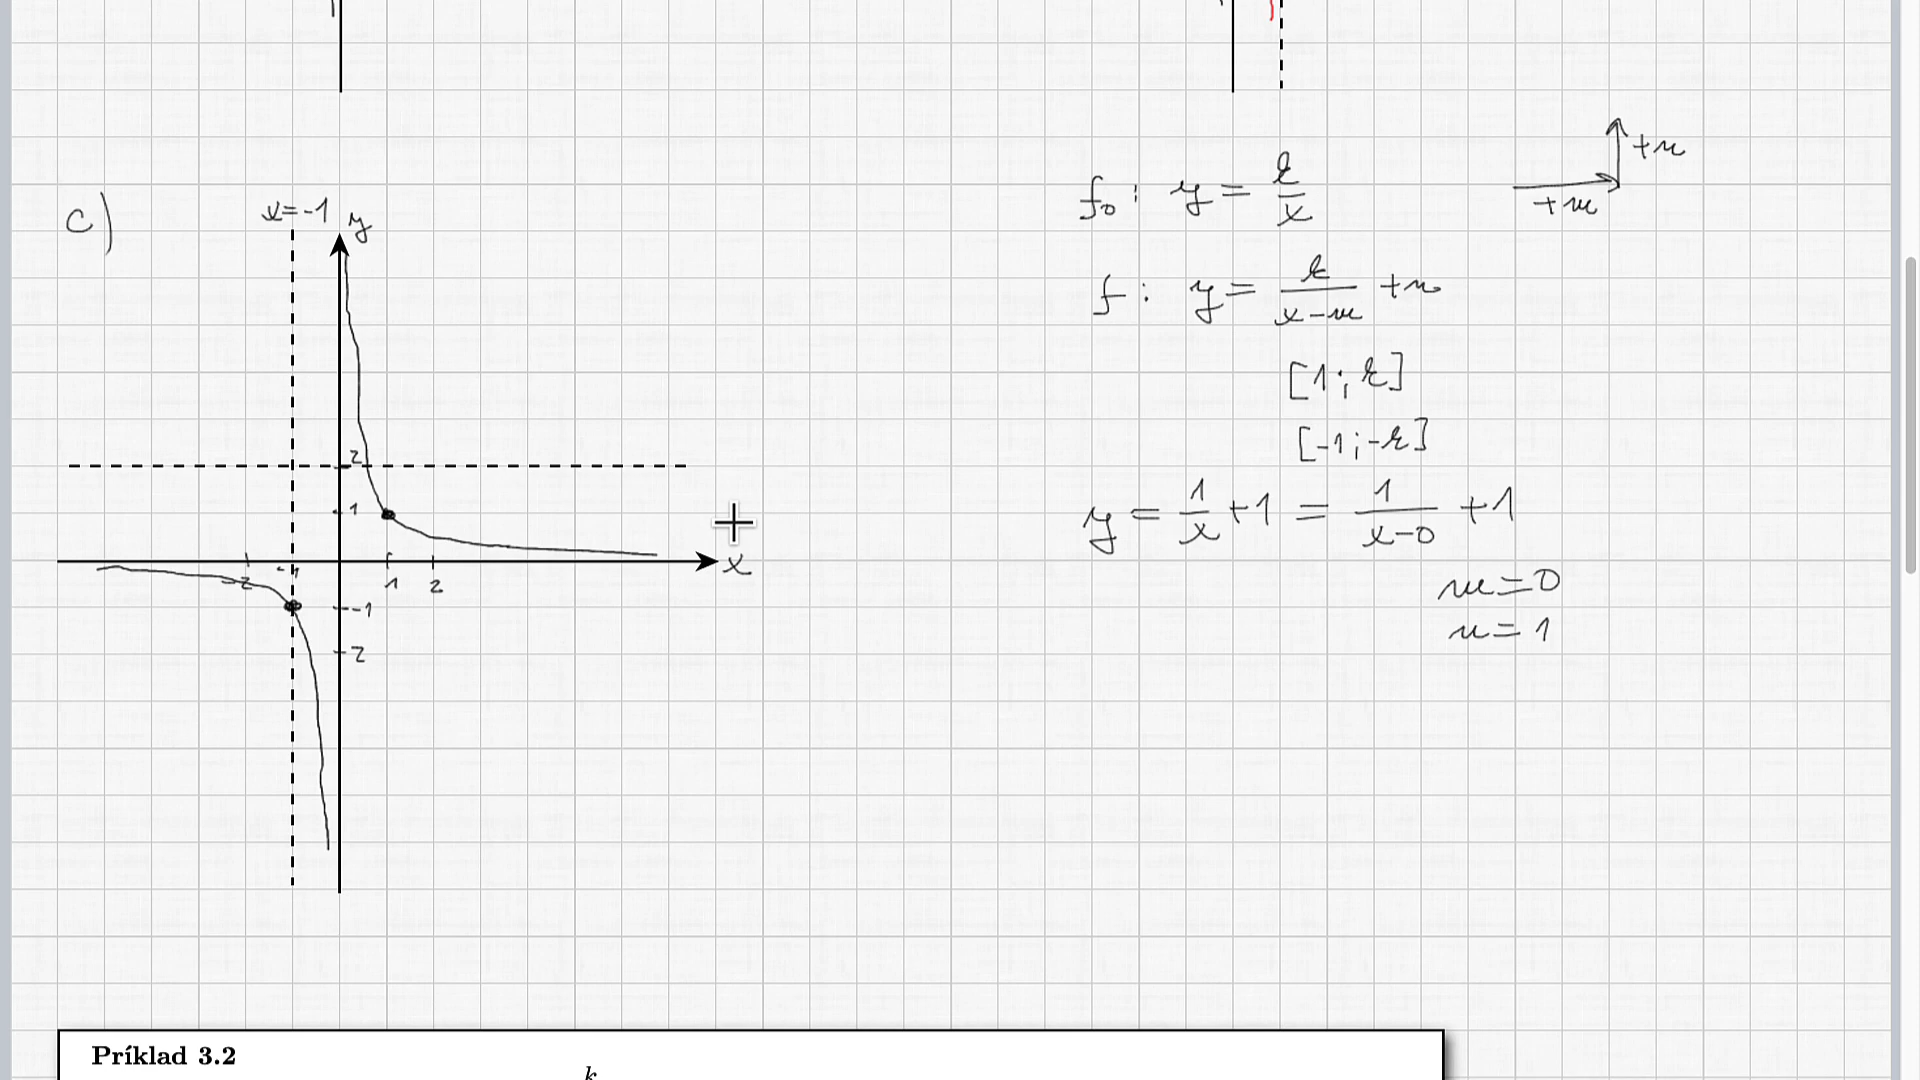 c)
x=-1
y
2
1
-2 -1 1 2 x
-1
-2
f₀: y = k/x
+n
+m
f: y = k/(x-m) +n
[1; k]
[-1; -k]
y = 1/x +1 = 1/(x-0) +1
m=0
n=1
Príklad 3.2
k